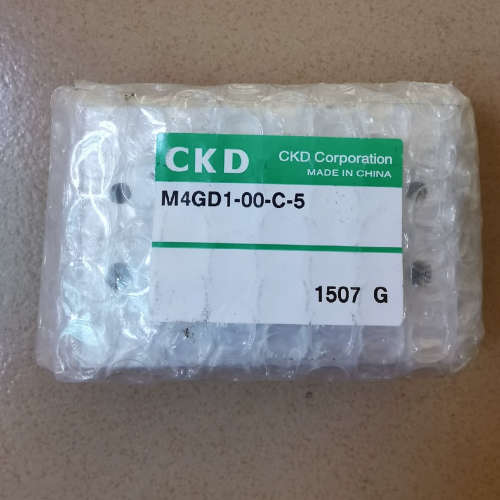 CKD
CKD Corporation
MADE IN CHINA
M4GD1-00-C-5
1507 G